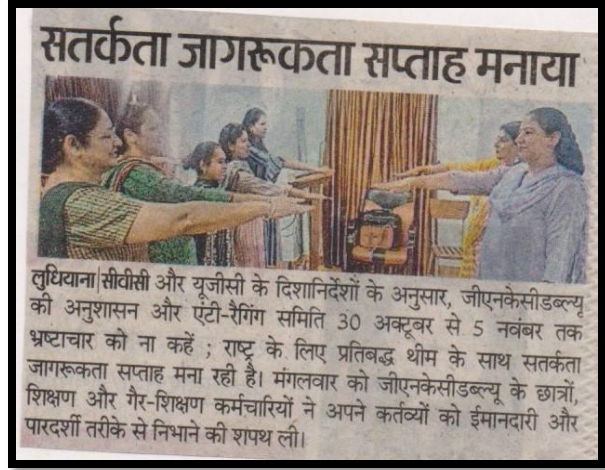 सतर्कता जागरूकता सप्ताह मनाया
लुधियाना|सीवीसी और यूजीसी के दिशानिर्देशों के अनुसार, जीएनकेसीडब्ल्यू
की अनुशासन और एंटी-रैगिंग समिति 30 अक्टूबर से 5 नवंबर तक
भ्रष्टाचार को ना कहें ; राष्ट्र के लिए प्रतिबद्ध थीम के साथ सतर्कता
जागरूकता सप्ताह मना रही है। मंगलवार को जीएनकेसीडब्ल्यू के छात्रों,
शिक्षण और गैर-शिक्षण कर्मचारियों ने अपने कर्तव्यों को ईमानदारी और
पारदर्शी तरीके से निभाने की शपथ ली।